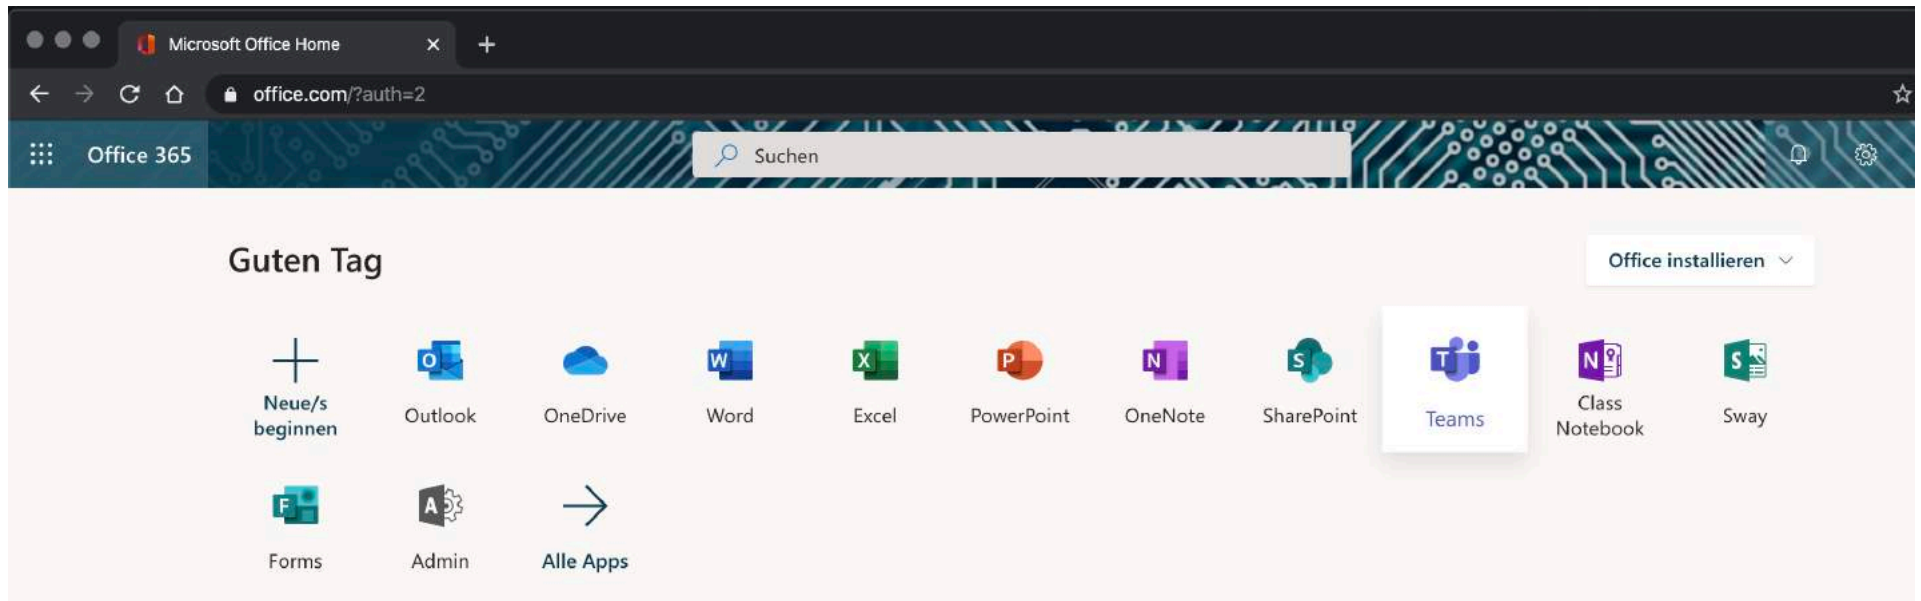 Microsoft Office Home
office.com/?auth=2
Office 365
Suchen
Guten Tag
Office installieren
Neue/s
beginnen
Outlook
OneDrive
Word
Excel
PowerPoint
OneNote
SharePoint
Teams
Class
Notebook
Sway
Forms
Admin
Alle Apps